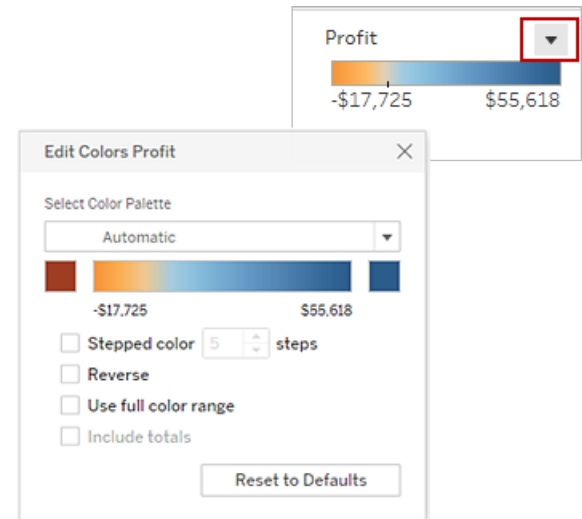 Profit
-$17,725 $55,618
Edit Colors Profit
Select Color Palette
Automatic
-$17,725 $55,618
Stepped color 5 steps
Reverse
Use full color range
Include totals
Reset to Defaults